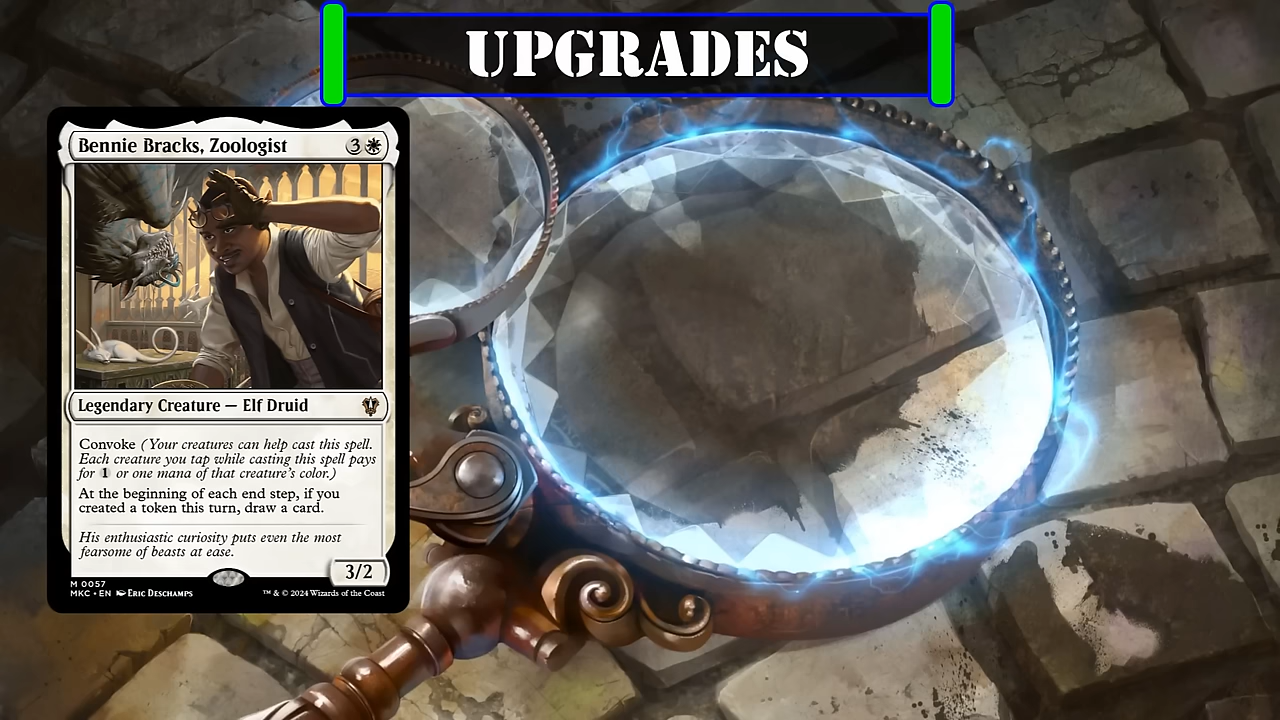 UPGRADES
Bennie Bracks, Zoologist 3
Legendary Creature — Elf Druid
Convoke (Your creatures can help cast this spell.
Each creature you tap while casting this spell pays
for 1 or one mana of that creature's color.)
At the beginning of each end step, if you
created a token this turn, draw a card.
His enthusiastic curiosity puts even the most
fearsome of beasts at ease.
3/2
M 0057
MKC • EN Eric Deschamps ™ & © 2024 Wizards of the Coast